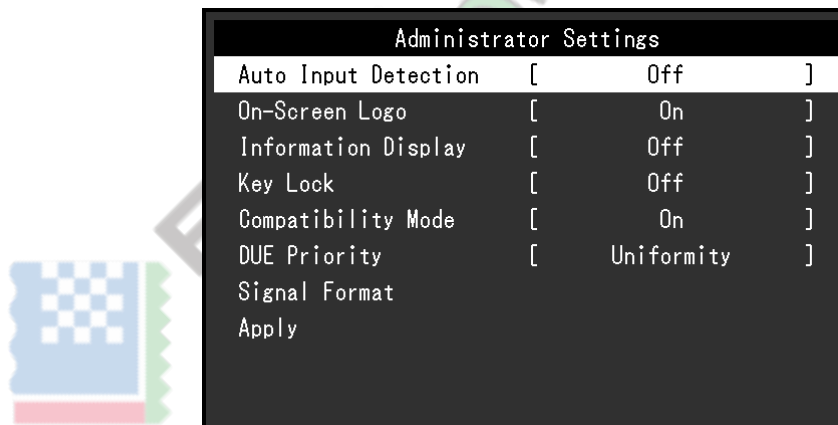 Administrator Settings
Auto Input Detection [ Off ]
On-Screen Logo [ On ]
Information Display [ Off ]
Key Lock [ Off ]
Compatibility Mode [ On ]
DUE Priority [ Uniformity ]
Signal Format
Apply